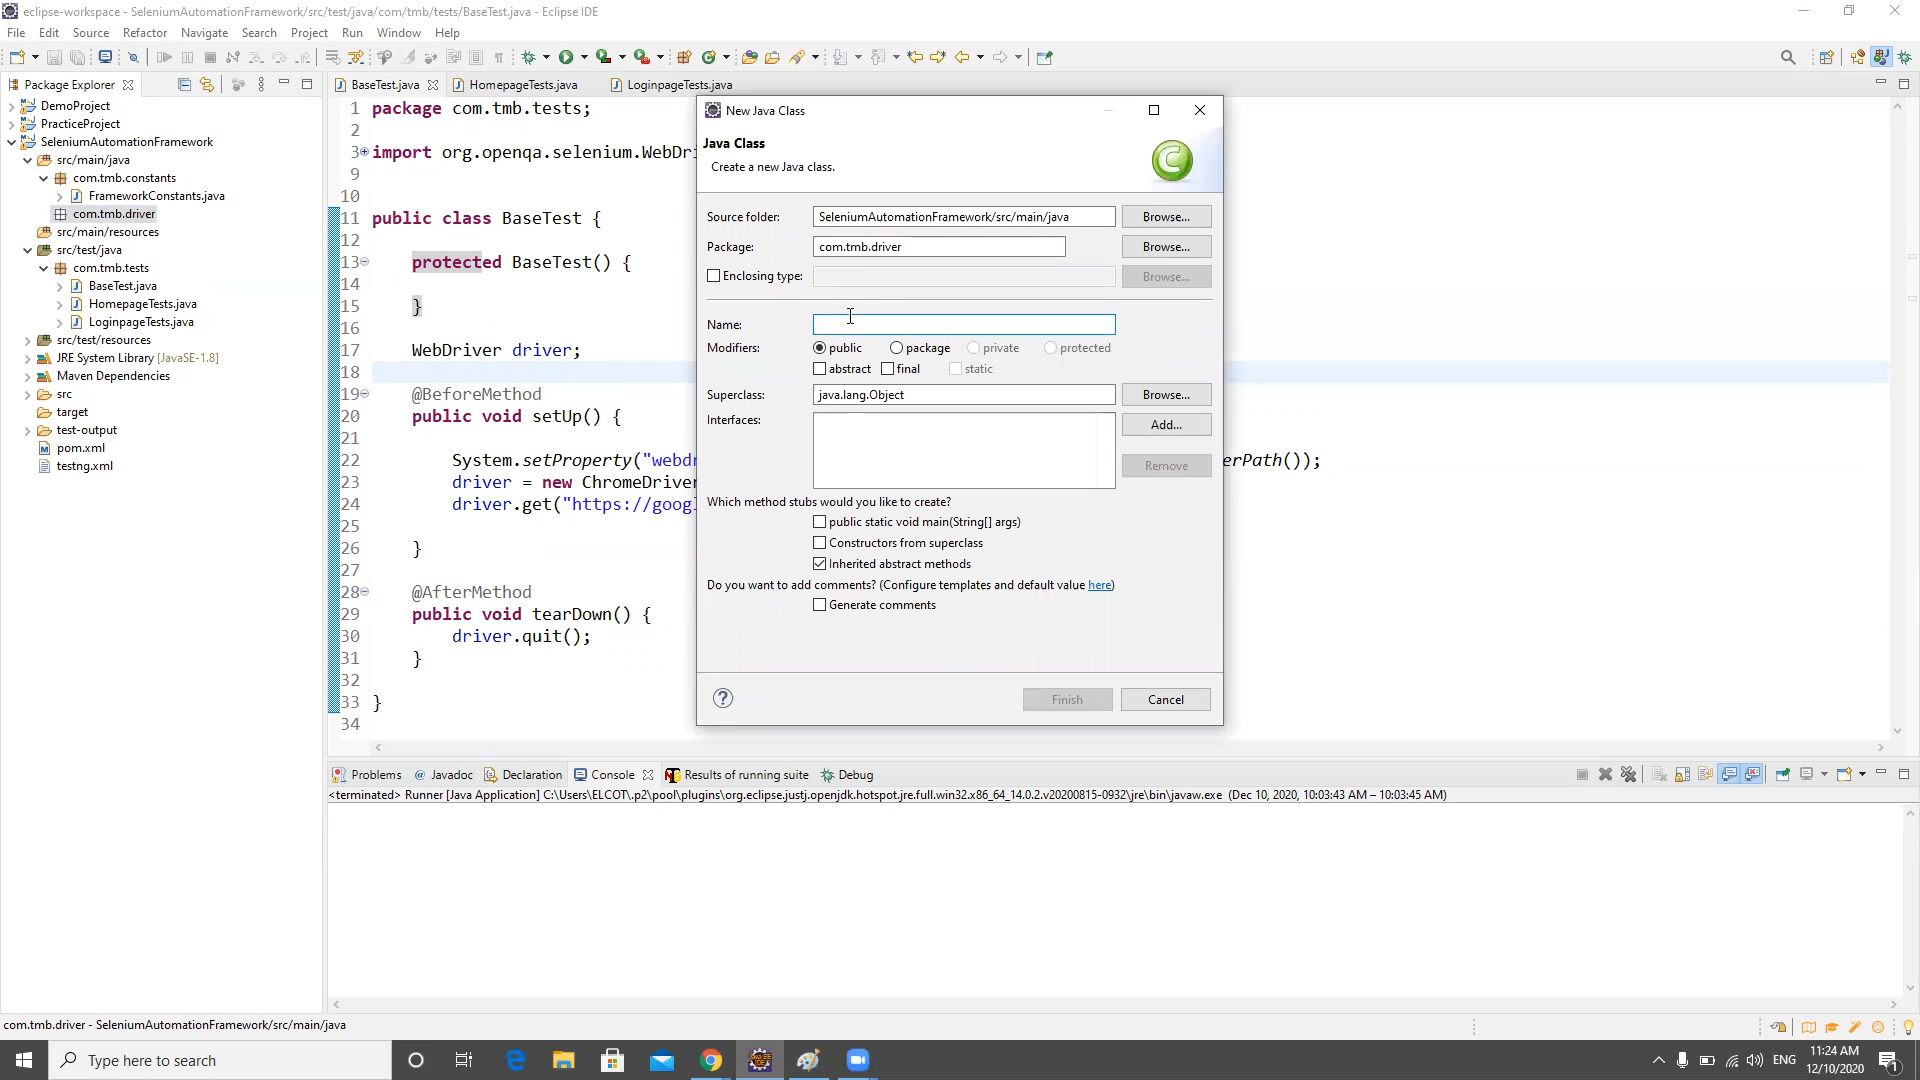 eclipse-workspace - SeleniumAutomationFramework/src/test/java/com/tmb/tests/BaseTest.java - Eclipse IDE
File Edit Source Refactor Navigate Search Project Run Window Help
Package Explorer
DemoProject
PracticeProject
SeleniumAutomationFramework
src/main/java
com.tmb.constants
FrameworkConstants.java
com.tmb.driver
src/main/resources
src/test/java
com.tmb.tests
BaseTest.java
HomepageTests.java
LoginpageTests.java
src/test/resources
JRE System Library [JavaSE-1.8]
Maven Dependencies
src
target
test-output
pom.xml
testng.xml
BaseTest.java HomepageTests.java LoginpageTests.java
1 package com.tmb.tests;
2
3 import org.openqa.selenium.WebDri
9
10
11 public class BaseTest {
12
13 protected BaseTest() {
14
15 }
16
17 WebDriver driver;
18
19 @BeforeMethod
20 public void setUp() {
21
22 System.setProperty("webdr erPath());
23 driver = new ChromeDriver
24 driver.get("https://googl
25
26 }
27
28 @AfterMethod
29 public void tearDown() {
30 driver.quit();
31 }
32
33 }
34
New Java Class
Java Class
Create a new Java class.
C
Source folder: SeleniumAutomationFramework/src/main/java Browse...
Package: com.tmb.driver Browse...
Enclosing type: Browse...
Name:
Modifiers: public package private protected
abstract final static
Superclass: java.lang.Object Browse...
Interfaces: Add...
Remove
Which method stubs would you like to create?
public static void main(String[] args)
Constructors from superclass
Inherited abstract methods
Do you want to add comments? (Configure templates and default value here)
Generate comments
? Finish Cancel
Problems @ Javadoc Declaration Console Results of running suite Debug
<terminated> Runner [Java Application] C:\Users\ELCOT\.p2\pool\plugins\org.eclipse.justj.openjdk.hotspot.jre.full.win32.x86_64_14.0.2.v20200815-0932\jre\bin\javaw.exe (Dec 10, 2020, 10:03:43 AM – 10:03:45 AM)
com.tmb.driver - SeleniumAutomationFramework/src/main/java
Type here to search
ENG
11:24 AM
12/10/2020
1